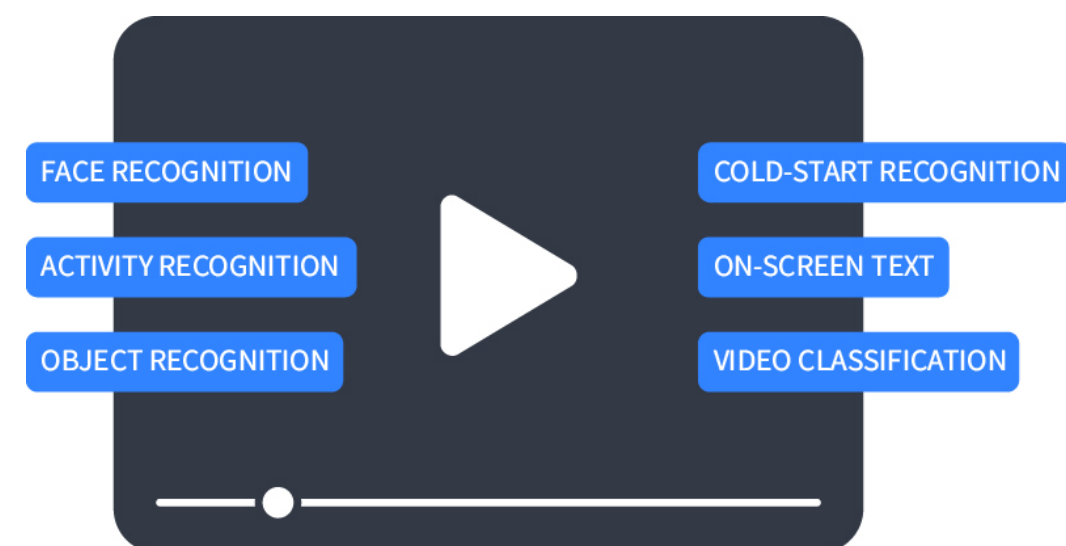 FACE RECOGNITION
ACTIVITY RECOGNITION
OBJECT RECOGNITION
COLD-START RECOGNITION
ON-SCREEN TEXT
VIDEO CLASSIFICATION